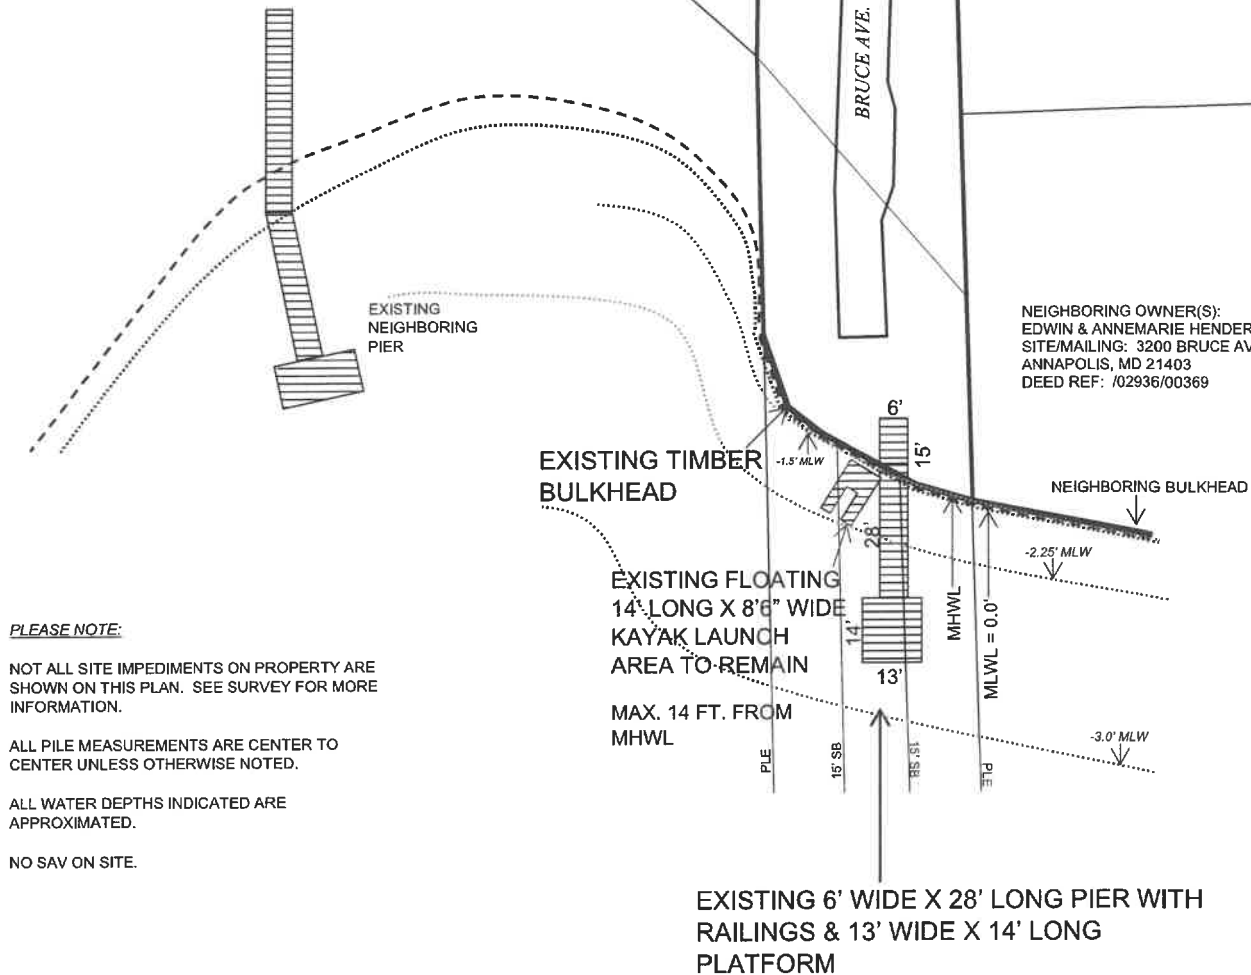 BRUCE AVE.
EXISTING
NEIGHBORING
PIER
NEIGHBORING OWNER(S):
EDWIN & ANNEMARIE HENDER
SITE/MAILING: 3200 BRUCE AV
ANNAPOLIS, MD 21403
DEED REF: /02936/00369
6'
15'
EXISTING TIMBER
BULKHEAD
-1.5' MLW
NEIGHBORING BULKHEAD
28'
-2.25' MLW
EXISTING FLOATING
14' LONG X 8'6" WIDE
KAYAK LAUNCH
AREA TO REMAIN
MAX. 14 FT. FROM
MHWL
14'
13'
MHWL
MLWL = 0.0'
PLE
15' SB
15' SB
PLE
-3.0' MLW
PLEASE NOTE:
NOT ALL SITE IMPEDIMENTS ON PROPERTY ARE
SHOWN ON THIS PLAN. SEE SURVEY FOR MORE
INFORMATION.
ALL PILE MEASUREMENTS ARE CENTER TO
CENTER UNLESS OTHERWISE NOTED.
ALL WATER DEPTHS INDICATED ARE
APPROXIMATED.
NO SAV ON SITE.
EXISTING 6' WIDE X 28' LONG PIER WITH
RAILINGS & 13' WIDE X 14' LONG
PLATFORM